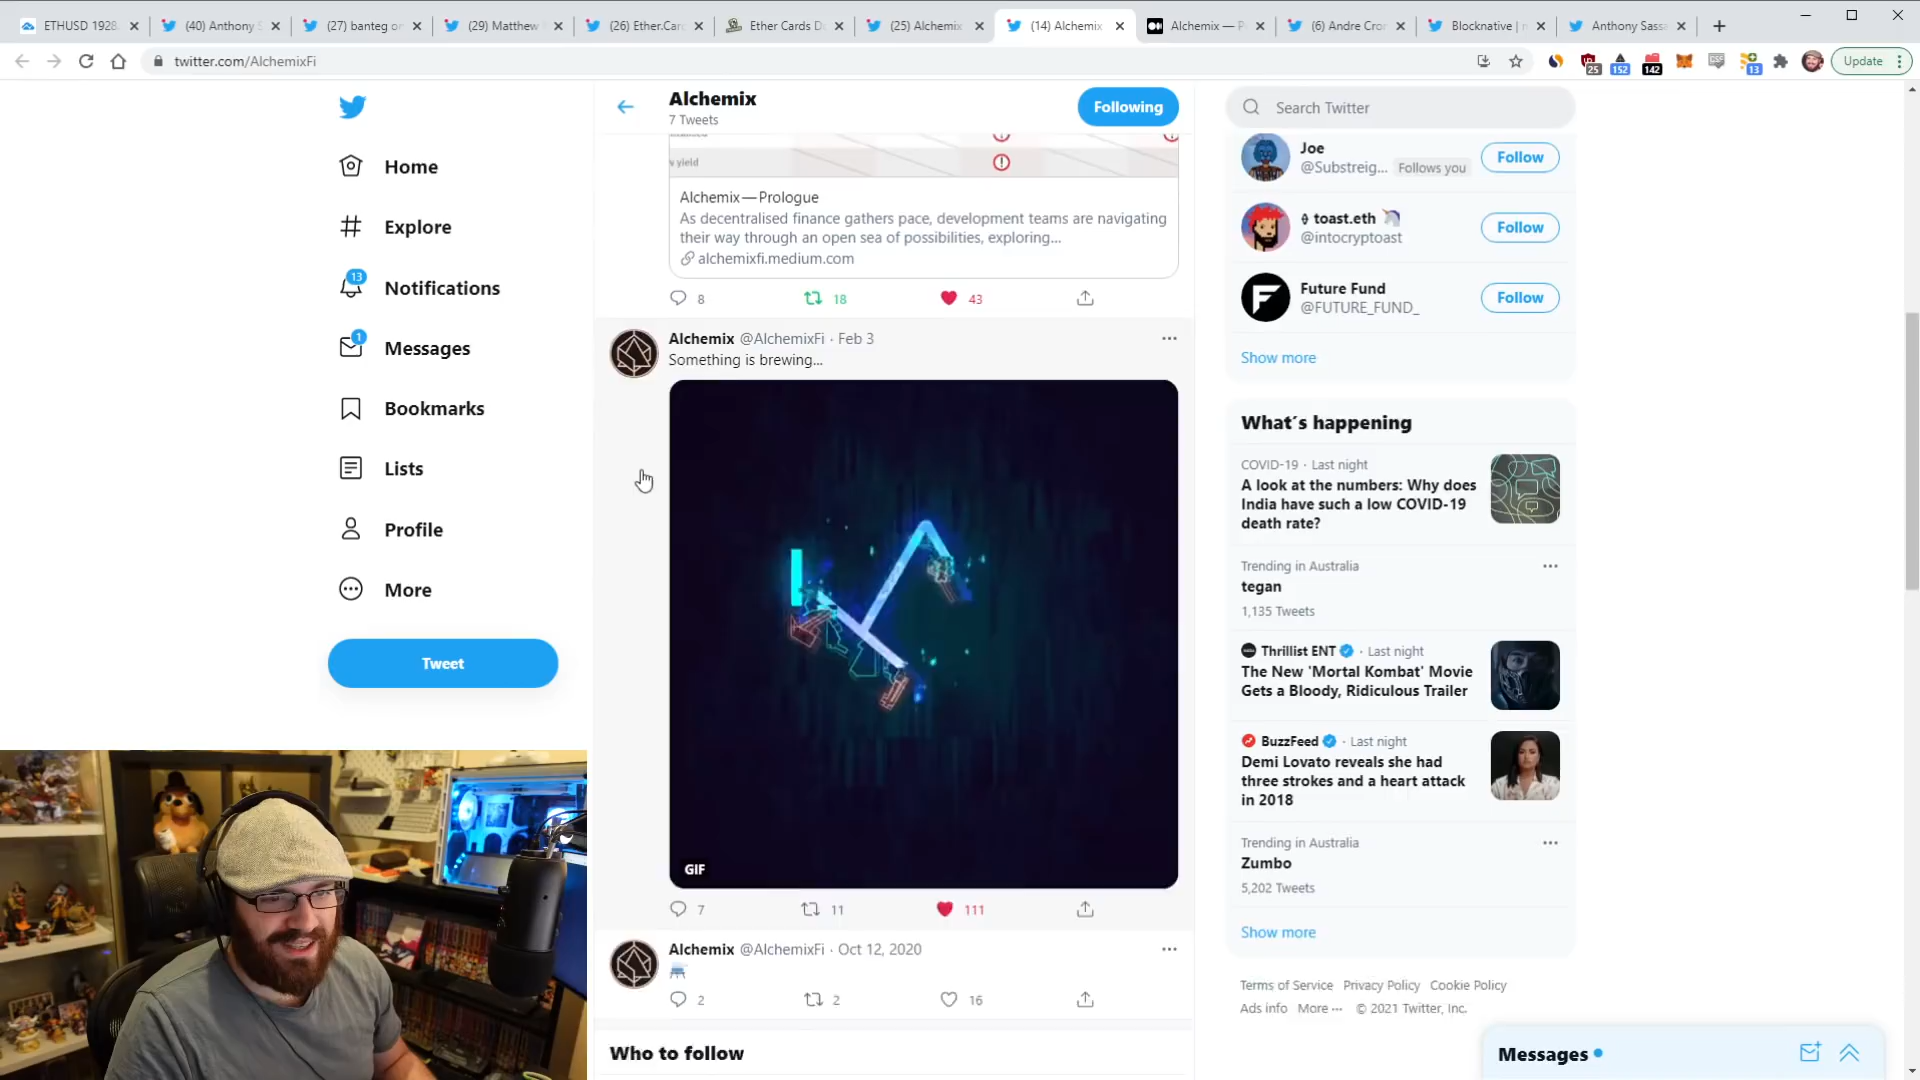 ETHUSD 1928.
(40) Anthony S
(27) banteg on
(29) Matthew
(26) Ether.Car
Ether Cards D
(25) Alchemix
(14) Alchemix
Alchemix — P
(6) Andre Cron
Blocknative | m
Anthony Sassa
twitter.com/AlchemixFi
25
152
142
13
Update
Home
Explore
13
Notifications
1
Messages
Bookmarks
Lists
Profile
More
Tweet
Alchemix
7 Tweets
Following
yield
Alchemix — Prologue
As decentralised finance gathers pace, development teams are navigating
their way through an open sea of possibilities, exploring...
alchemixfi.medium.com
8 18 43
Alchemix @AlchemixFi · Feb 3
Something is brewing...
GIF
7 11 111
Alchemix @AlchemixFi · Oct 12, 2020
2 2 16
Who to follow
Search Twitter
Joe
@Substreig... Follows you
Follow
toast.eth
@intocryptoast
Follow
Future Fund
@FUTURE_FUND_
Follow
Show more
What's happening
COVID-19 · Last night
A look at the numbers: Why does
India have such a low COVID-19
death rate?
Trending in Australia
tegan
1,135 Tweets
Thrillist ENT · Last night
The New 'Mortal Kombat' Movie
Gets a Bloody, Ridiculous Trailer
BuzzFeed · Last night
Demi Lovato reveals she had
three strokes and a heart attack
in 2018
Trending in Australia
Zumbo
5,202 Tweets
Show more
Terms of Service Privacy Policy Cookie Policy
Ads info More ··· © 2021 Twitter, Inc.
Messages